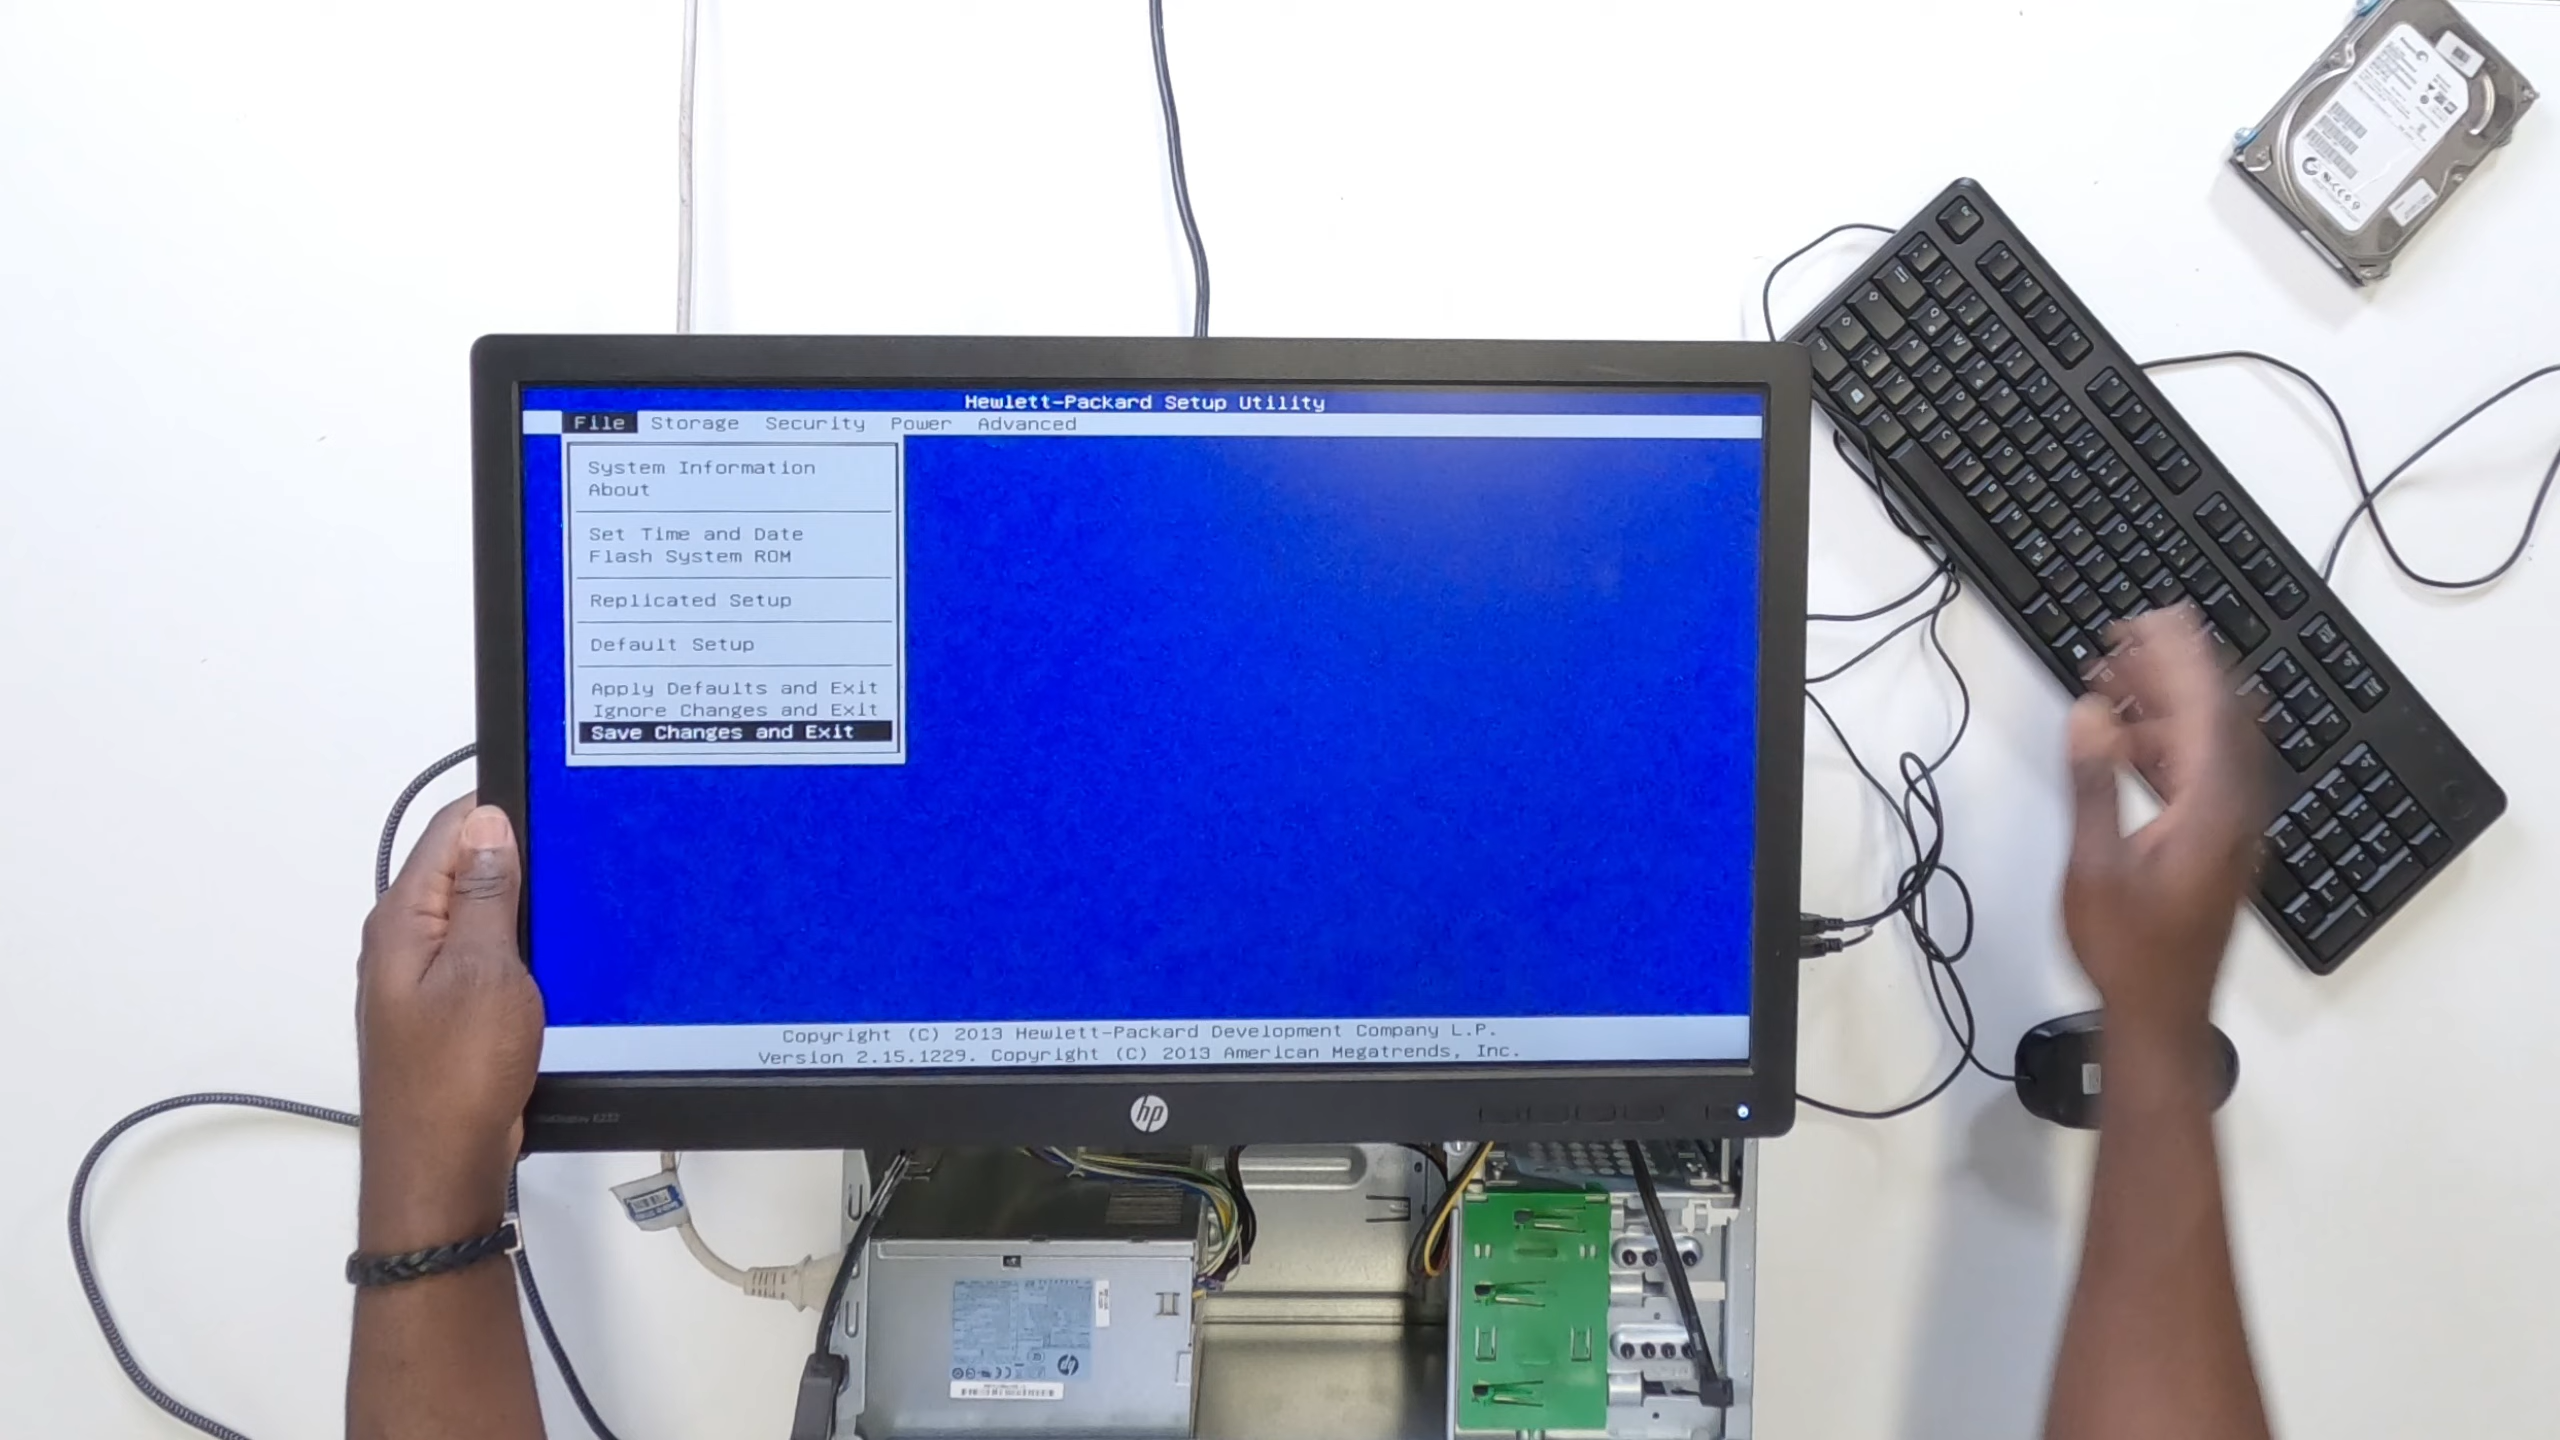 Hewlett-Packard Setup Utility
File Storage Security Power Advanced
System Information
About
Set Time and Date
Flash System ROM
Replicated Setup
Default Setup
Apply Defaults and Exit
Ignore Changes and Exit
Save Changes and Exit
Copyright (C) 2013 Hewlett-Packard Development Company L.P.
Version 2.15.1229. Copyright (C) 2013 American Megatrends, Inc.
hp
hp